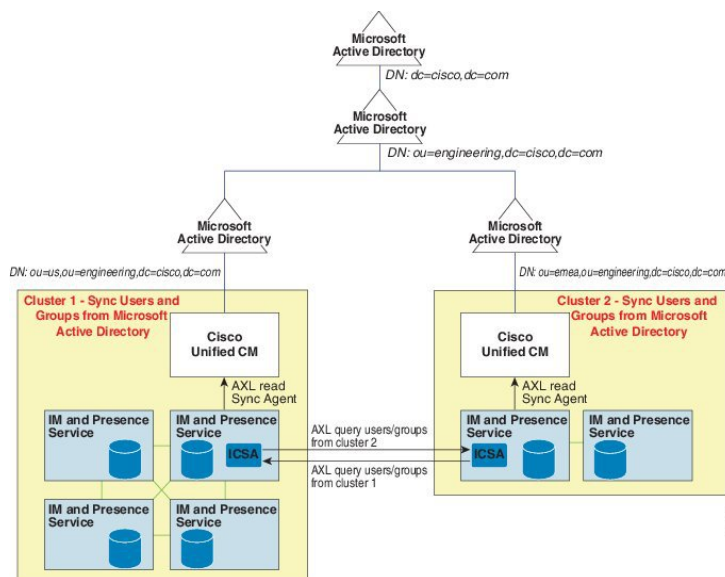 Microsoft
Active Directory
DN: dc=cisco,dc=com
Microsoft
Active Directory
DN: ou=engineering,dc=cisco,dc=com
Microsoft
Active Directory
DN: ou=us,ou=engineering,dc=cisco,dc=com
Microsoft
Active Directory
DN: ou=emea,ou=engineering,dc=cisco,dc=com
Cluster 1 - Sync Users and
Groups from Microsoft
Active Directory
Cisco
Unified CM
AXL read
Sync Agent
IM and Presence
Service
IM and Presence
Service
ICSA
IM and Presence
Service
IM and Presence
Service
AXL query users/groups
from cluster 2
AXL query users/groups
from cluster 1
Cluster 2 - Sync Users and
Groups from Microsoft
Active Directory
Cisco
Unified CM
AXL read
Sync Agent
IM and Presence
Service
ICSA
IM and Presence
Service